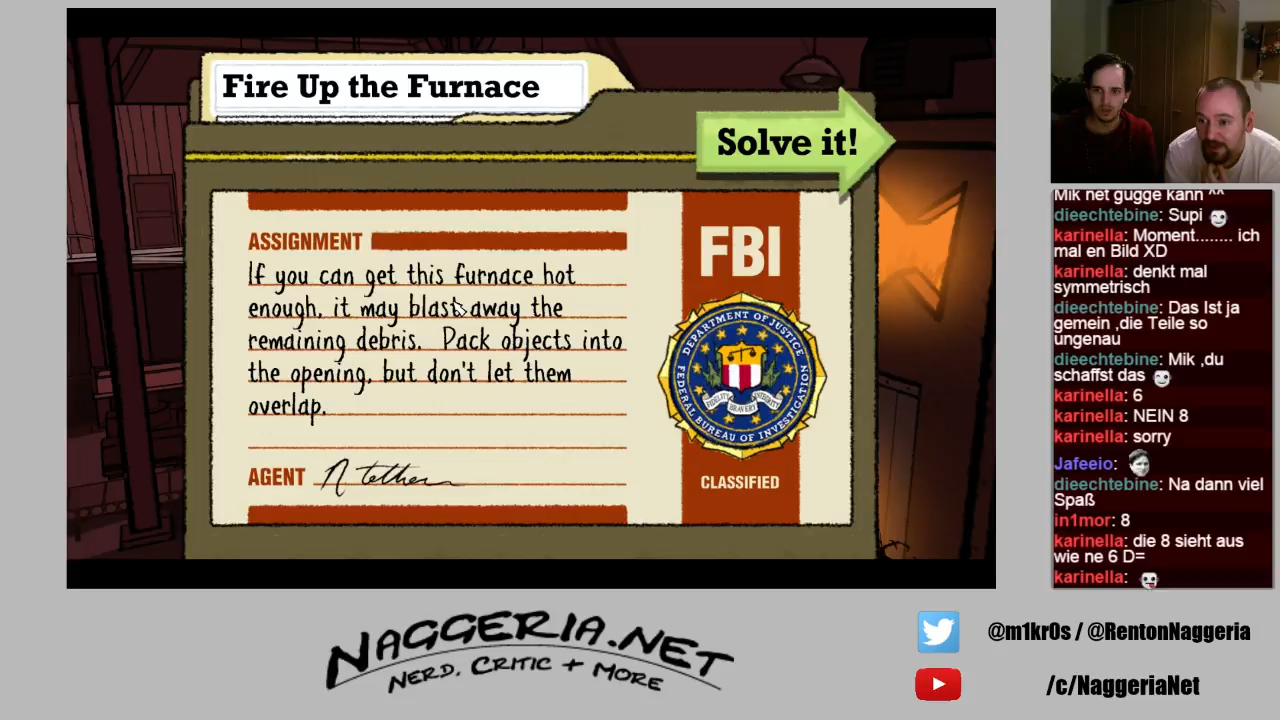 Fire Up the Furnace
Solve it!
ASSIGNMENT
If you can get this furnace hot
enough, it may blast away the
remaining debris. Pack objects into
the opening, but don't let them
overlap.
AGENT N tethers
FBI
DEPARTMENT OF JUSTICE
FEDERAL BUREAU OF INVESTIGATION
FIDELITY BRAVERY INTEGRITY
CLASSIFIED
Mik net gugge kann ^^
dieechtebine: Supi
karinella: Moment........ ich
mal en Bild XD
karinella: denkt mal
symmetrisch
dieechtebine: Das Ist ja
gemein ,die Teile so
ungenau
dieechtebine: Mik ,du
schaffst das
karinella: 6
karinella: NEIN 8
karinella: sorry
Jafeeio:
dieechtebine: Na dann viel
Spaß
in1mor: 8
karinella: die 8 sieht aus
wie ne 6 D=
karinella:
NAGGERIA.NET
NERD, CRITIC + MORE
@m1kr0s / @RentonNaggeria
/c/NaggeriaNet